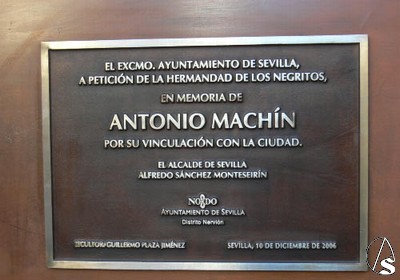 EL EXCMO. AYUNTAMIENTO DE SEVILLA,
A PETICIÓN DE LA HERMANDAD DE LOS NEGRITOS,
EN MEMORIA DE
ANTONIO MACHÍN
POR SU VINCULACIÓN CON LA CIUDAD.
EL ALCALDE DE SEVILLA
ALFREDO SÁNCHEZ MONTESEIRÍN
NO8DO
AYUNTAMIENTO DE SEVILLA
Distrito Nervión
ESCULTOR: GUILLERMO PLAZA JIMÉNEZ
SEVILLA, 10 DE DICIEMBRE DE 2006